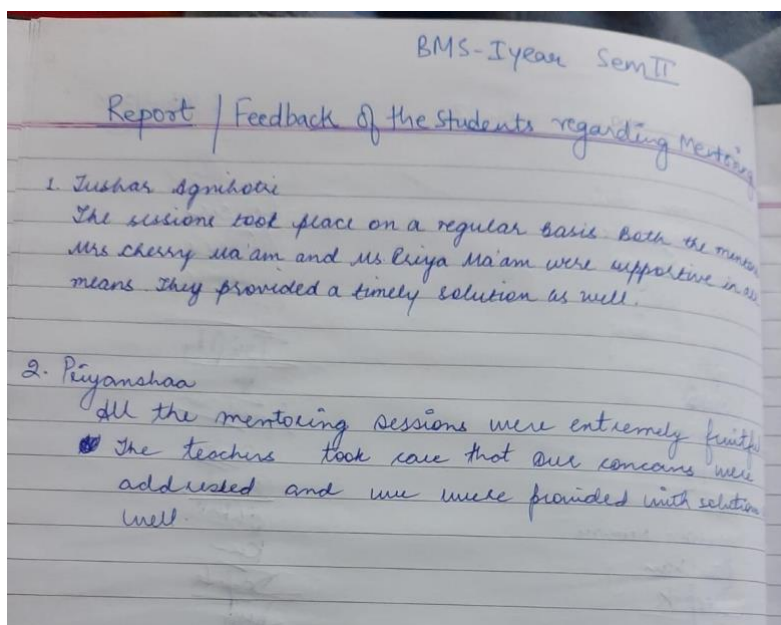 BMS-I year Sem II
Report / Feedback of the Students regarding Mentoring
1. Tushar Agnihotri
The sessions took place on a regular basis. Both the mentors
Mrs Cherry Ma'am and Ms Priya Ma'am were supportive in all
means. They provided a timely solution as well.
2. Priyanshaa
All the mentoring sessions were entremely fruitful
The teachers took care that our concerns were
addressed and we were provided with solution
well.